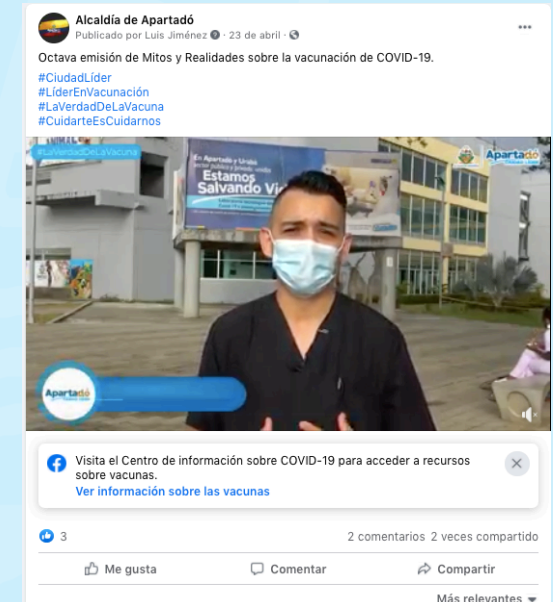 Alcaldía de Apartadó
Publicado por Luis Jiménez · 23 de abril ·
Octava emisión de Mitos y Realidades sobre la vacunación de COVID-19.
#CiudadLíder
#LíderEnVacunación
#LaVerdadDeLaVacuna
#CuidarteEsCuidarnos
#LaVerdadDeLaVacuna
Apartadó
En Apartadó y Urabá
Estamos
Salvando
Apartadó
Visita el Centro de información sobre COVID-19 para acceder a recursos
sobre vacunas.
Ver información sobre las vacunas
3
2 comentarios 2 veces compartido
Me gusta
Comentar
Compartir
Más relevantes